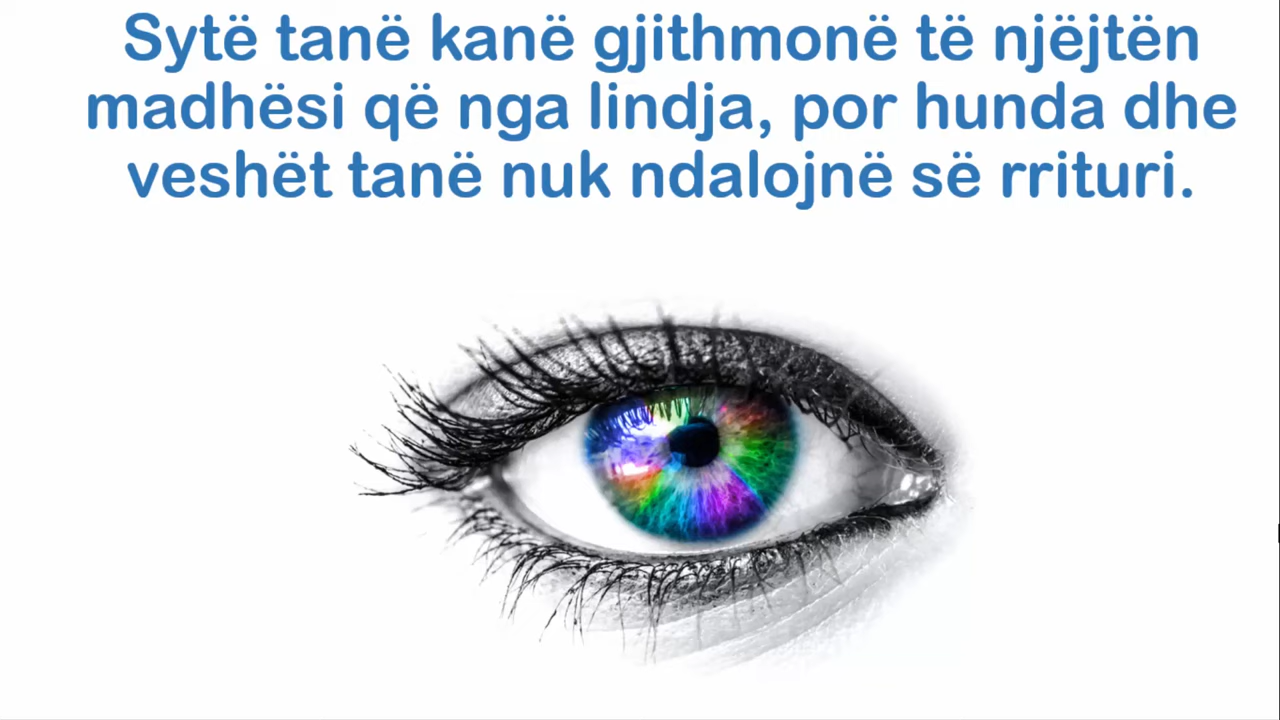 Sytë tanë kanë gjithmonë të njëjtën
madhësi që nga lindja, por hunda dhe
veshët tanë nuk ndalojnë së rrituri.